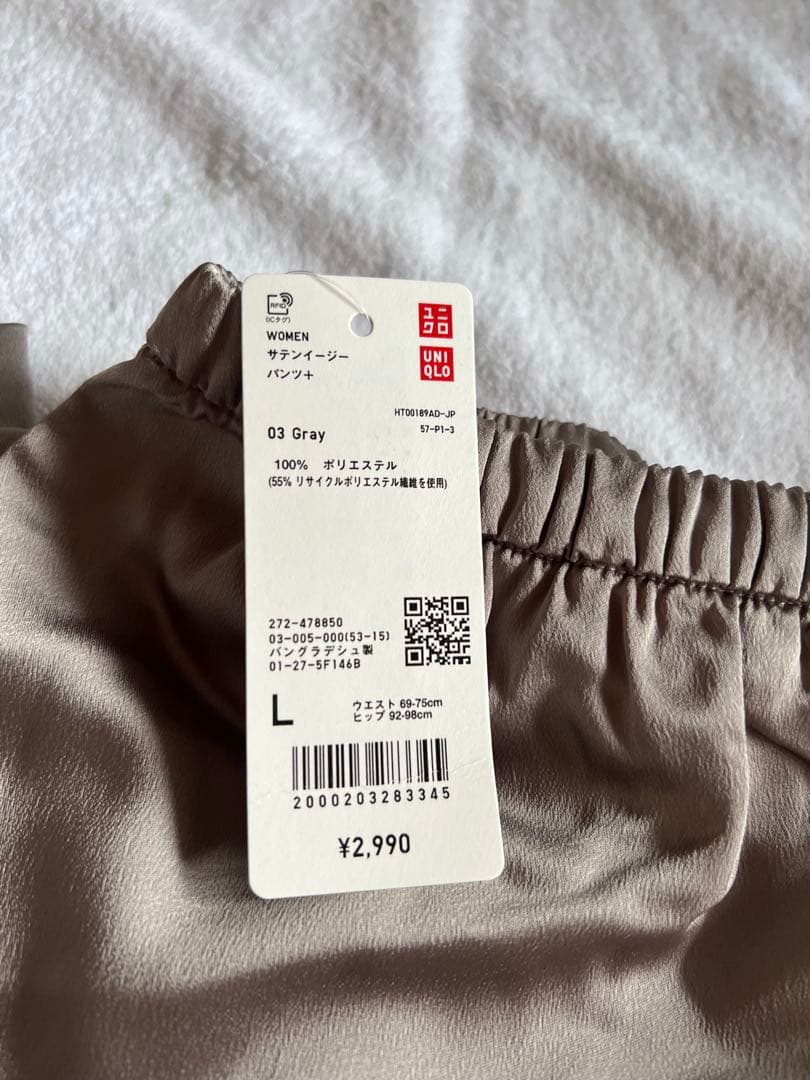 RFID
(ICタグ)
WOMEN
サテンイージー
パンツ+
ユニ
クロ
UNI
QLO
HT00189AD-JP
57-P1-3
03 Gray
100% ポリエステル
(55% リサイクルポリエステル繊維を使用)
272-478850
03-005-000(53-15)
バングラデシュ製
01-27-5F146B
L
ウエスト 69-75cm
ヒップ 92-98cm
2000203283345
¥2,990